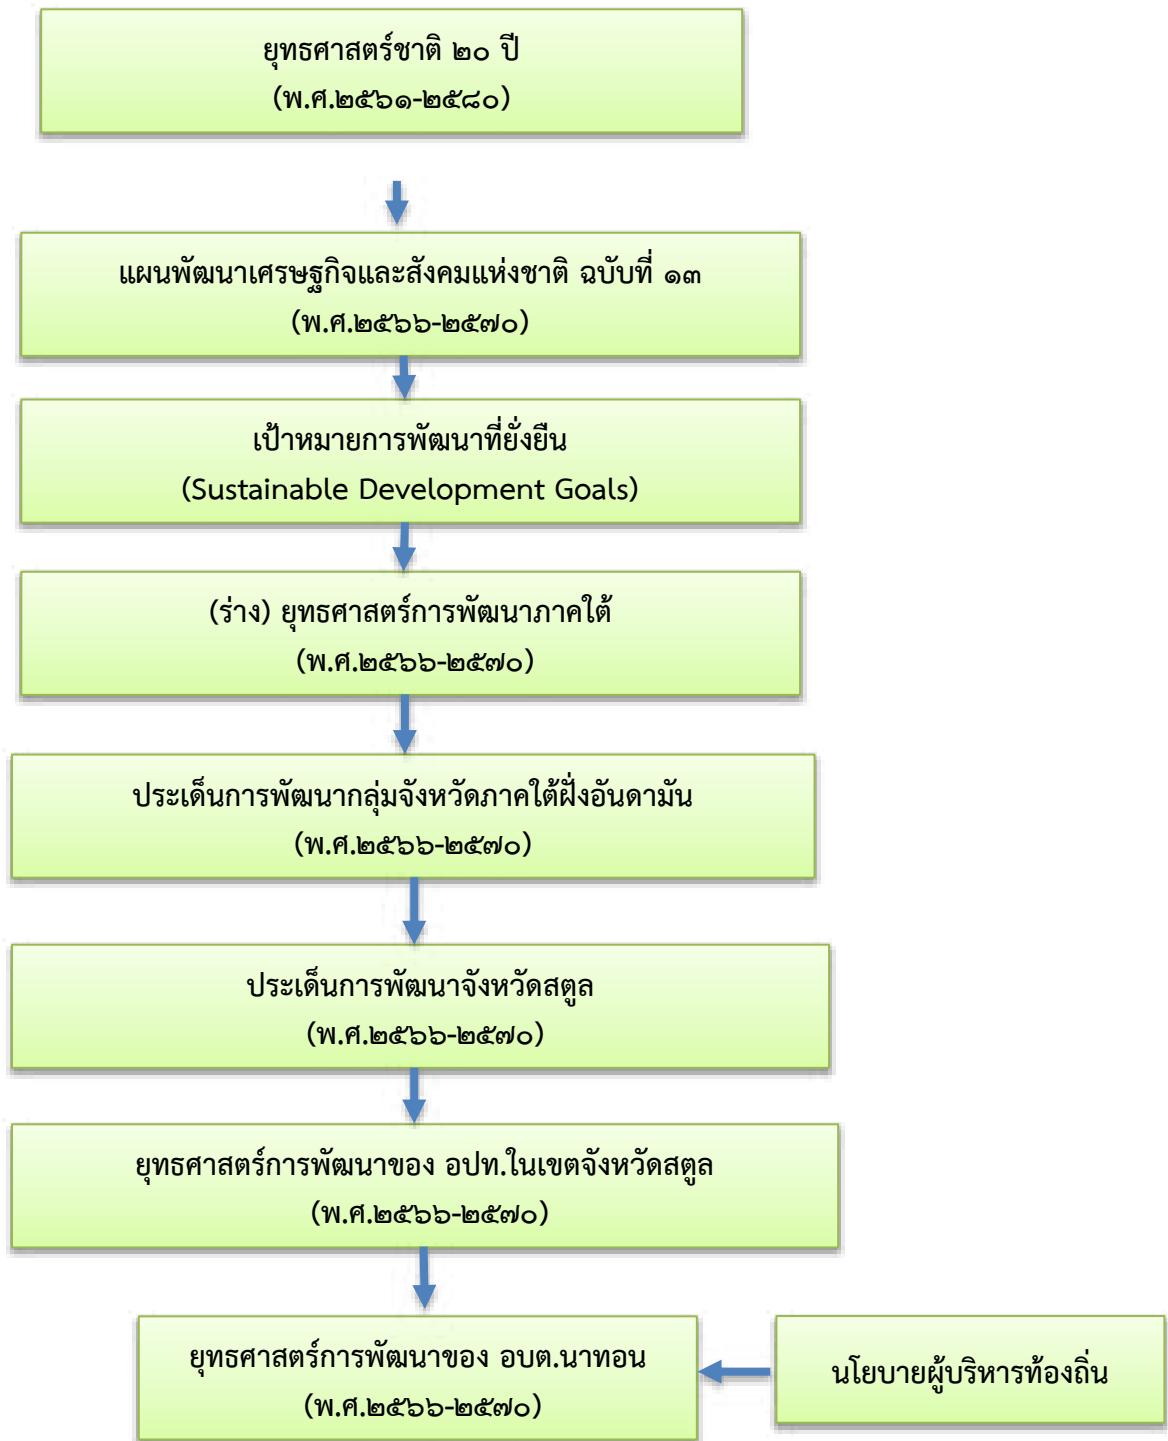 ยุทธศาสตร์ชาติ ๒๐ ปี
(พ.ศ.๒๕๖๑-๒๕๘๐)
แผนพัฒนาเศรษฐกิจและสังคมแห่งชาติ ฉบับที่ ๑๓
(พ.ศ.๒๕๖๖-๒๕๗๐)
เป้าหมายการพัฒนาที่ยั่งยืน
(Sustainable Development Goals)
(ร่าง) ยุทธศาสตร์การพัฒนาภาคใต้
(พ.ศ.๒๕๖๖-๒๕๗๐)
ประเด็นการพัฒนากลุ่มจังหวัดภาคใต้ฝั่งอันดามัน
(พ.ศ.๒๕๖๖-๒๕๗๐)
ประเด็นการพัฒนาจังหวัดสตูล
(พ.ศ.๒๕๖๖-๒๕๗๐)
ยุทธศาสตร์การพัฒนาของ อปท.ในเขตจังหวัดสตูล
(พ.ศ.๒๕๖๖-๒๕๗๐)
ยุทธศาสตร์การพัฒนาของ อบต.นาทอน
(พ.ศ.๒๕๖๖-๒๕๗๐)
นโยบายผู้บริหารท้องถิ่น